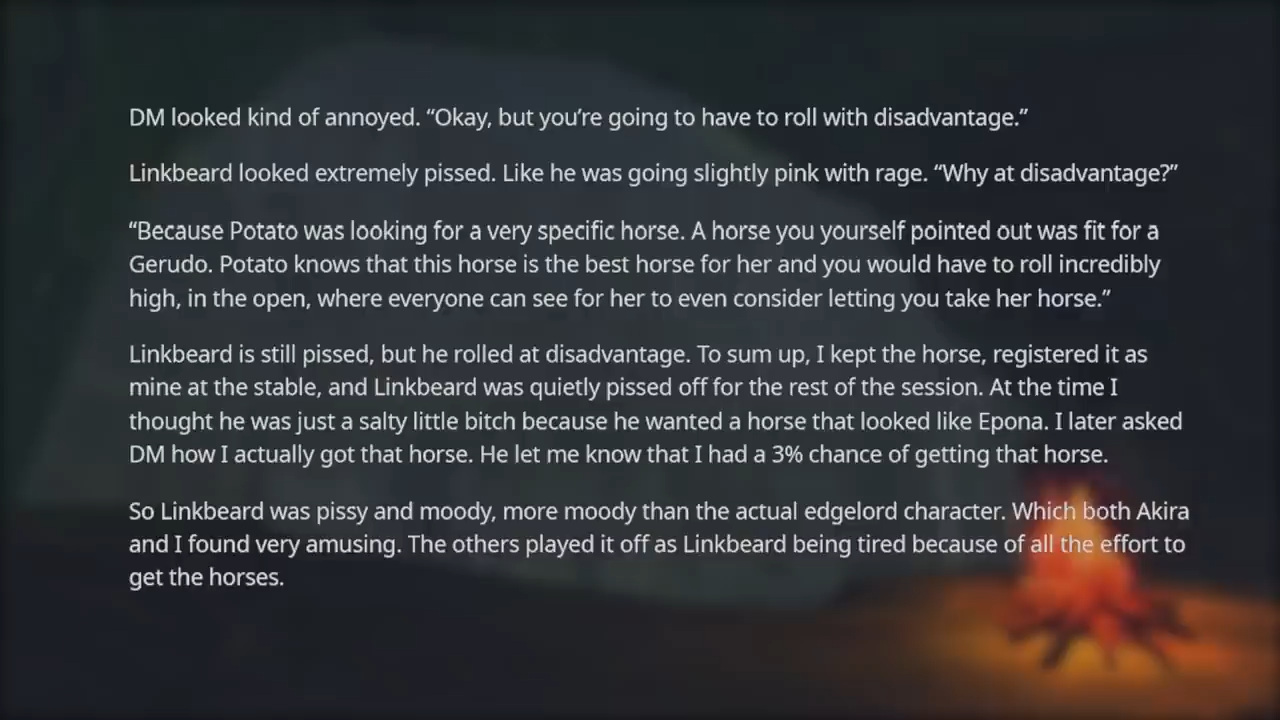 DM looked kind of annoyed. “Okay, but you’re going to have to roll with disadvantage.”
Linkbeard looked extremely pissed. Like he was going slightly pink with rage. “Why at disadvantage?”
“Because Potato was looking for a very specific horse. A horse you yourself pointed out was fit for a
Gerudo. Potato knows that this horse is the best horse for her and you would have to roll incredibly
high, in the open, where everyone can see for her to even consider letting you take her horse.”
Linkbeard is still pissed, but he rolled at disadvantage. To sum up, I kept the horse, registered it as
mine at the stable, and Linkbeard was quietly pissed off for the rest of the session. At the time I
thought he was just a salty little bitch because he wanted a horse that looked like Epona. I later asked
DM how I actually got that horse. He let me know that I had a 3% chance of getting that horse.
So Linkbeard was pissy and moody, more moody than the actual edgelord character. Which both Akira
and I found very amusing. The others played it off as Linkbeard being tired because of all the effort to
get the horses.